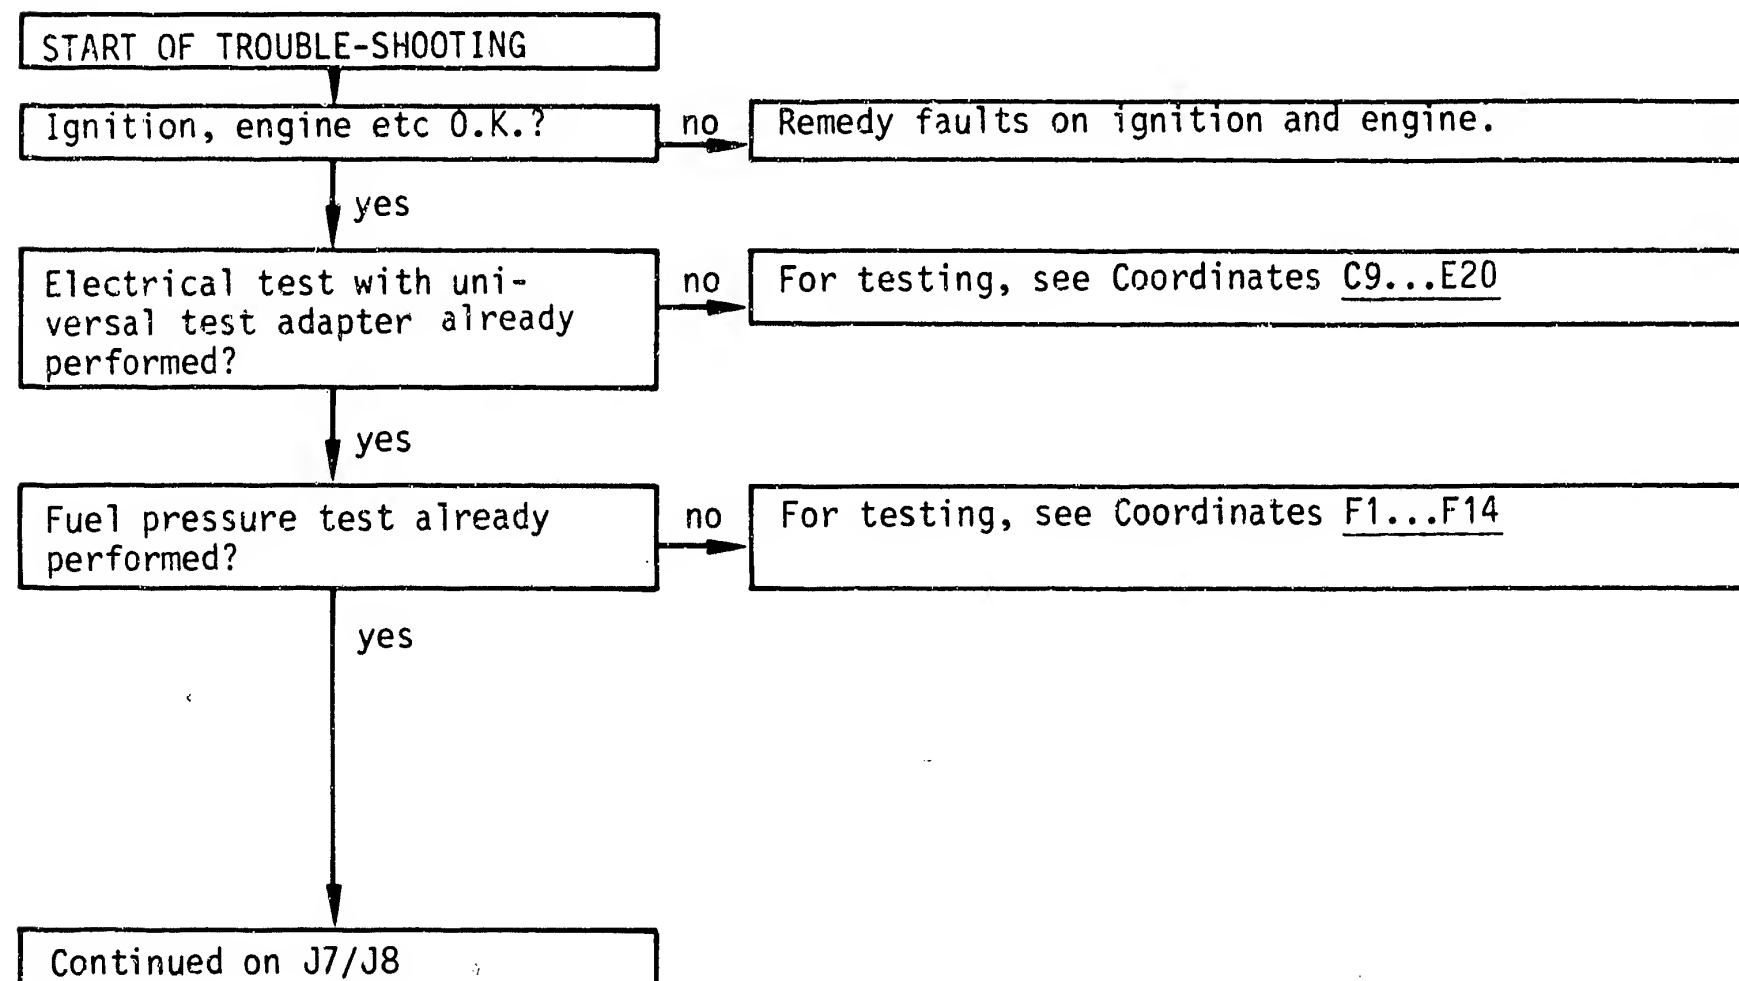 START OF TROUBLE-SHOOTING
Ignition, engine etc O.K.?
no
Remedy faults on ignition and engine.
yes
Electrical test with uni-
versal test adapter already
performed?
no
For testing, see Coordinates C9...E20
yes
Fuel pressure test already
performed?
no
For testing, see Coordinates F1...F14
yes
Continued on J7/J8